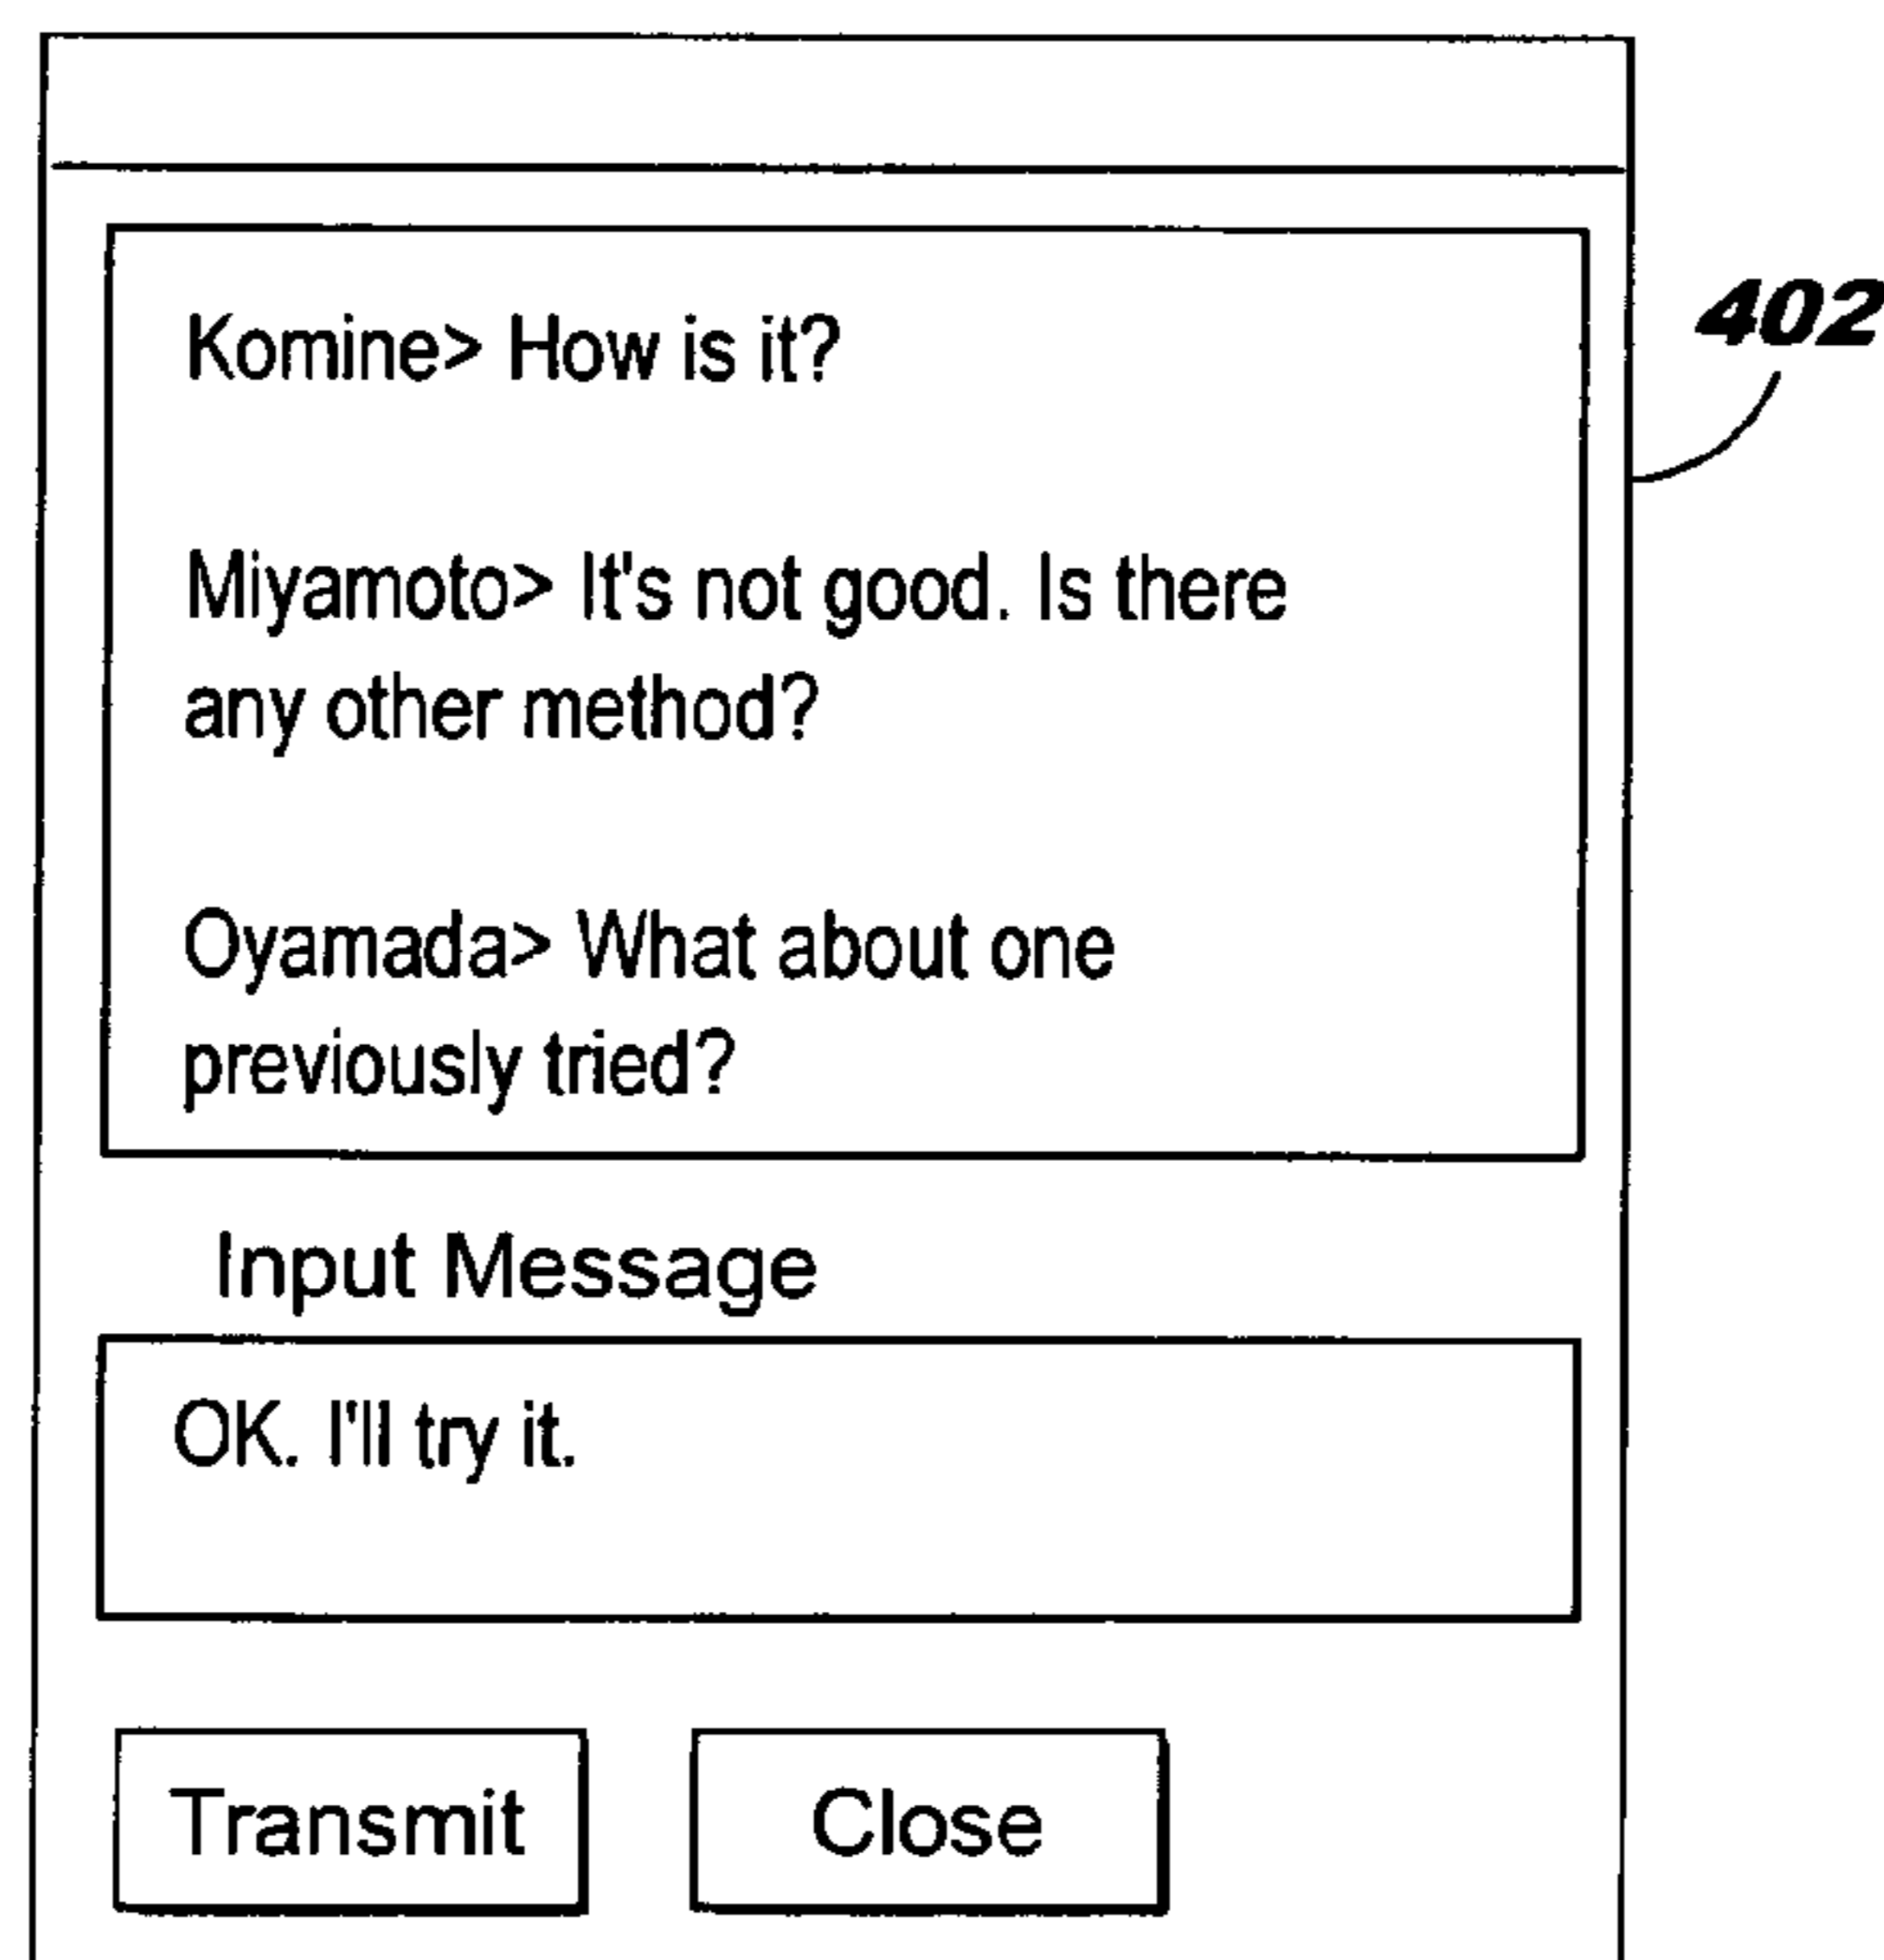 Komine> How is it?
402
Miyamoto> It's not good. Is there
any other method?
Oyamada> What about one
previously tried?
Input Message
OK. I'll try it.
Transmit
Close